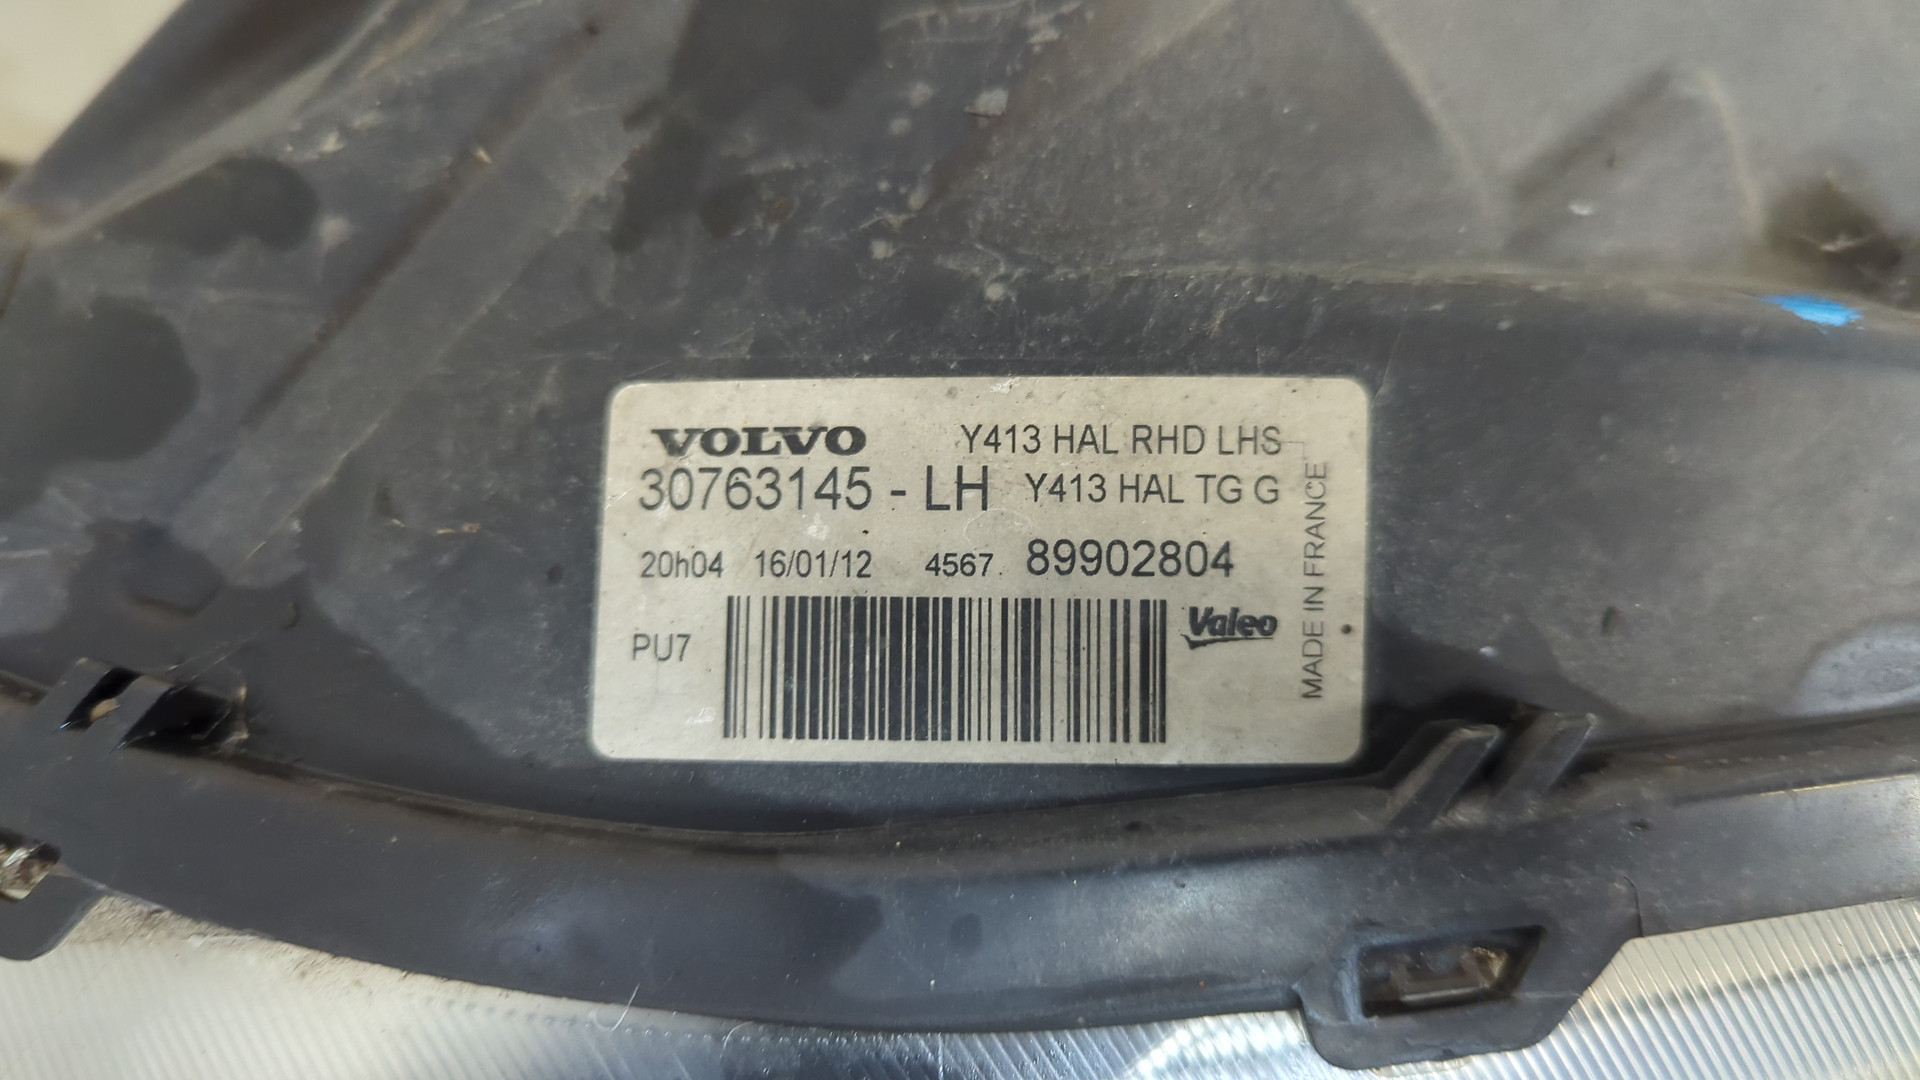 VOLVO Y413 HAL RHD LHS
30763145 - LH Y413 HAL TG G
20h04 16/01/12 4567 89902804
PU7
Valeo
MADE IN FRANCE